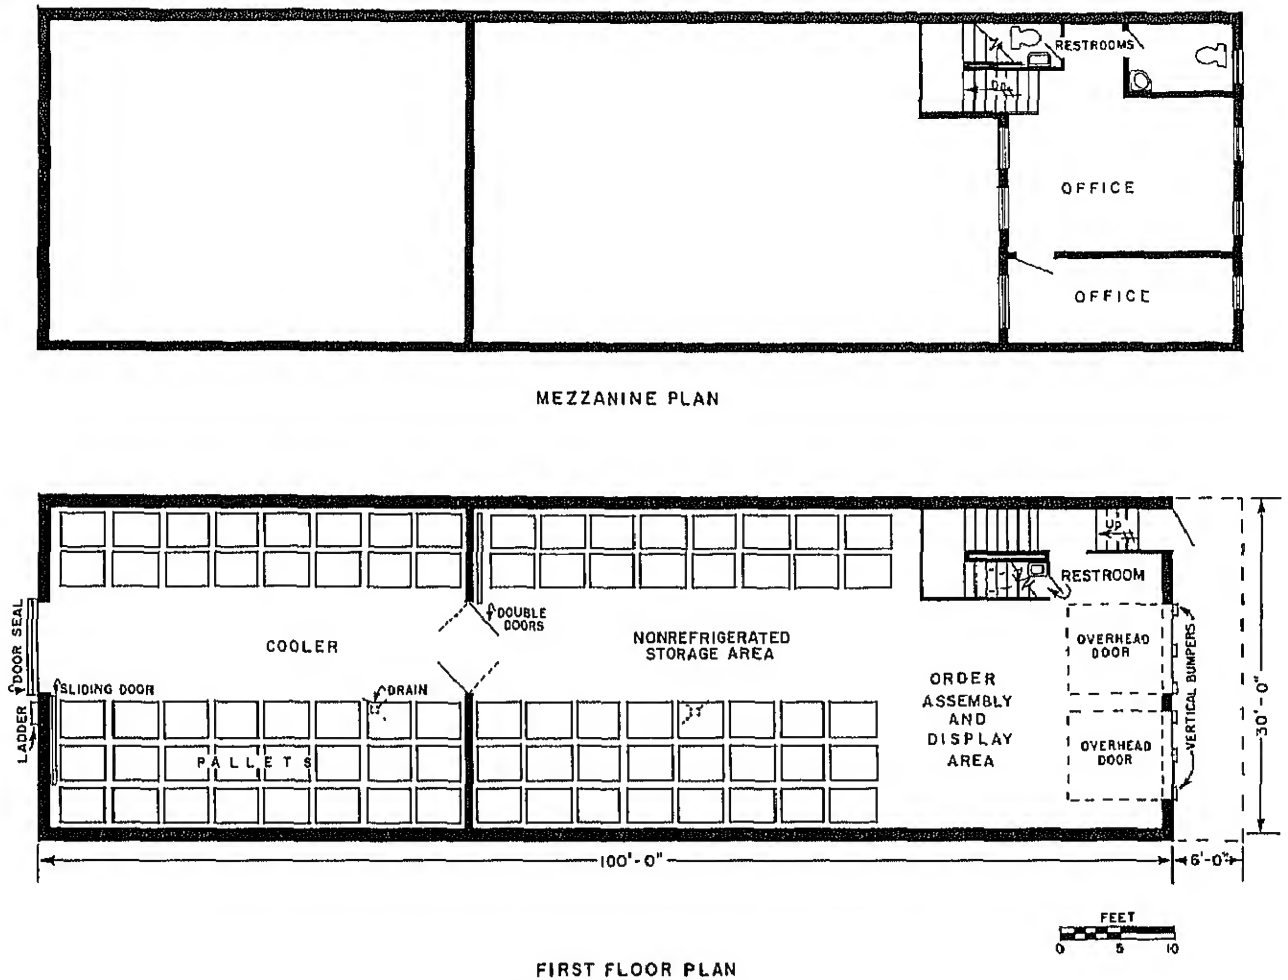 RESTROOMS
Dn
OFFICE
OFFICE
MEZZANINE PLAN
Up
RESTROOM
DOUBLE
DOORS
DOOR SEAL
COOLER
NONREFRIGERATED
STORAGE AREA
OVERHEAD
DOOR
VERTICAL BUMPERS
SLIDING DOOR
DRAIN
ORDER
ASSEMBLY
AND
DISPLAY
AREA
LADDER
PALLETS
OVERHEAD
DOOR
30'-0"
100'-0"
6'-0"
FEET
0 5 10
FIRST FLOOR PLAN